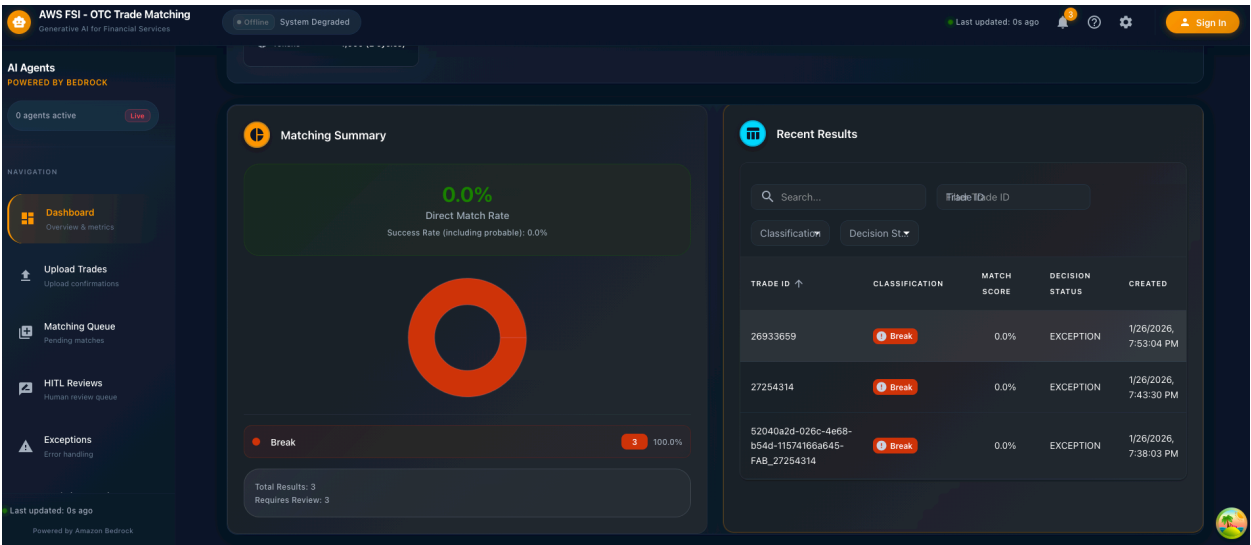 AWS FSI - OTC Trade Matching
Generative AI for Financial Services
Offline System Degraded
Last updated: 0s ago
3
Sign In
AI Agents
POWERED BY BEDROCK
0 agents active Live
NAVIGATION
Dashboard
Overview & metrics
Upload Trades
Upload confirmations
Matching Queue
Pending matches
HITL Reviews
Human review queue
Exceptions
Error handling
Last updated: 0s ago
Powered by Amazon Bedrock
Matching Summary
0.0%
Direct Match Rate
Success Rate (including probable): 0.0%
Break 3 100.0%
Total Results: 3
Requires Review: 3
Recent Results
Search...
Trade ID
Classification Decision St...
TRADE ID CLASSIFICATION MATCH SCORE DECISION STATUS CREATED
26933659 Break 0.0% EXCEPTION 1/26/2026, 7:53:04 PM
27254314 Break 0.0% EXCEPTION 1/26/2026, 7:43:30 PM
52040a2d-026c-4e68-
b54d-11574166a645-
FAB_27254314 Break 0.0% EXCEPTION 1/26/2026, 7:38:03 PM